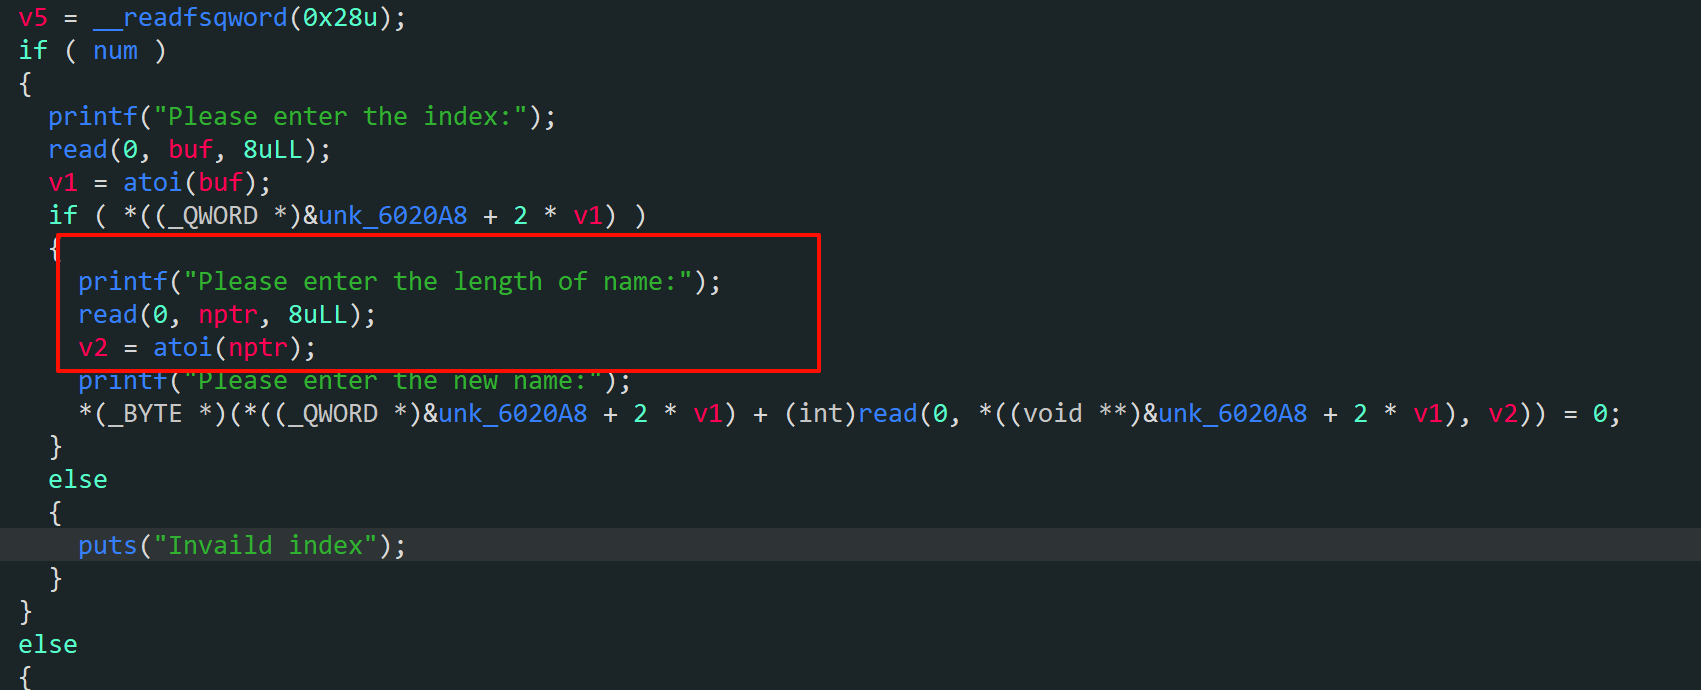 v5 = __readfsqword(0x28u);
if ( num )
{
printf("Please enter the index:");
read(0, buf, 8uLL);
v1 = atoi(buf);
if ( *((_QWORD *)&unk_6020A8 + 2 * v1) )
{
printf("Please enter the length of name:");
read(0, nptr, 8uLL);
v2 = atoi(nptr);
printf("Please enter the new name:");
*(_BYTE *)(*((_QWORD *)&unk_6020A8 + 2 * v1) + (int)read(0, *((void **)&unk_6020A8 + 2 * v1), v2)) = 0;
}
else
{
puts("Invaild index");
}
}
else
{